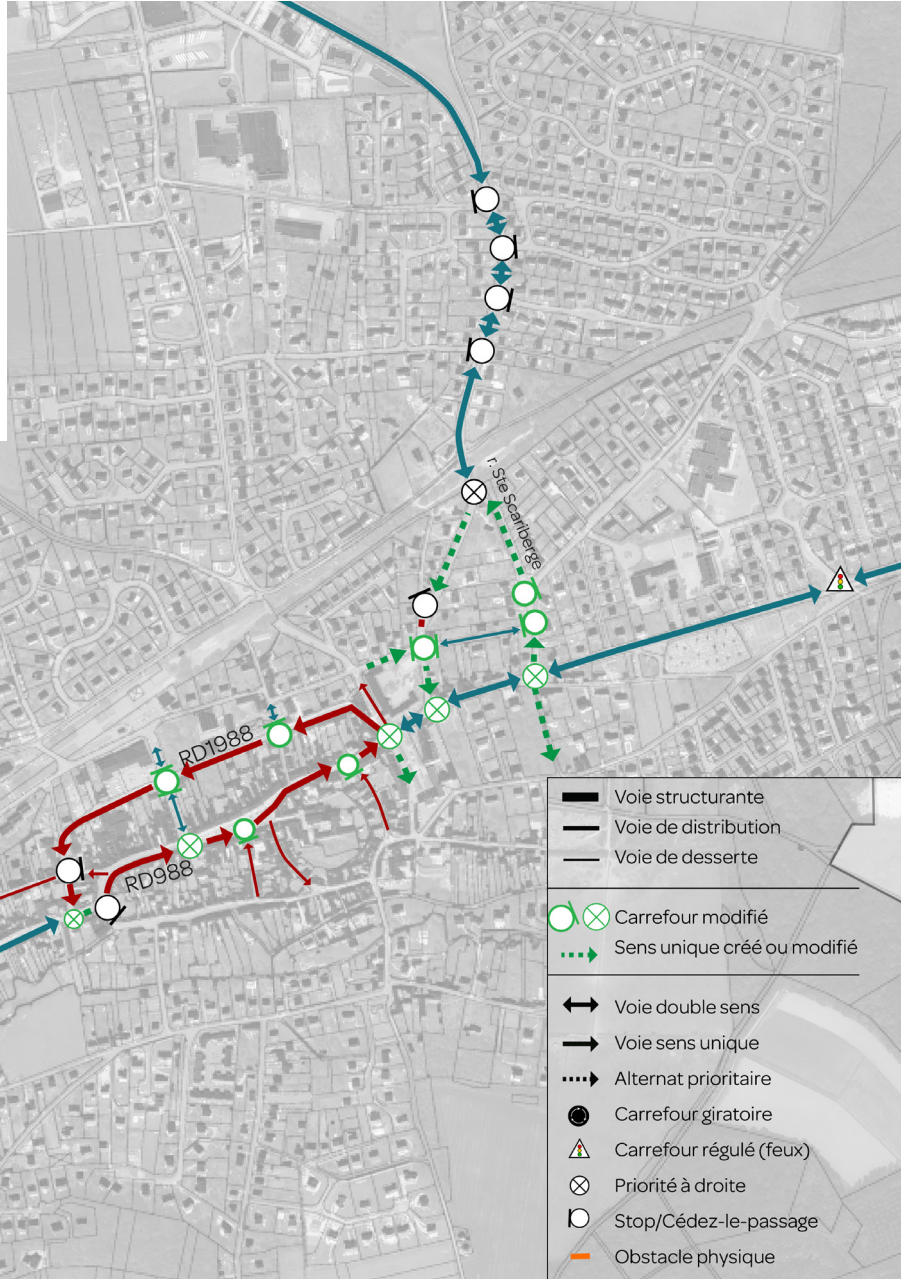 r. Ste Scariberge
RD1988
RD988
Voie structurante
Voie de distribution
Voie de desserte
Carrefour modifié
Sens unique créé ou modifié
Voie double sens
Voie sens unique
Alternat prioritaire
Carrefour giratoire
Carrefour régulé (feux)
Priorité à droite
Stop/Cédez-le-passage
Obstacle physique